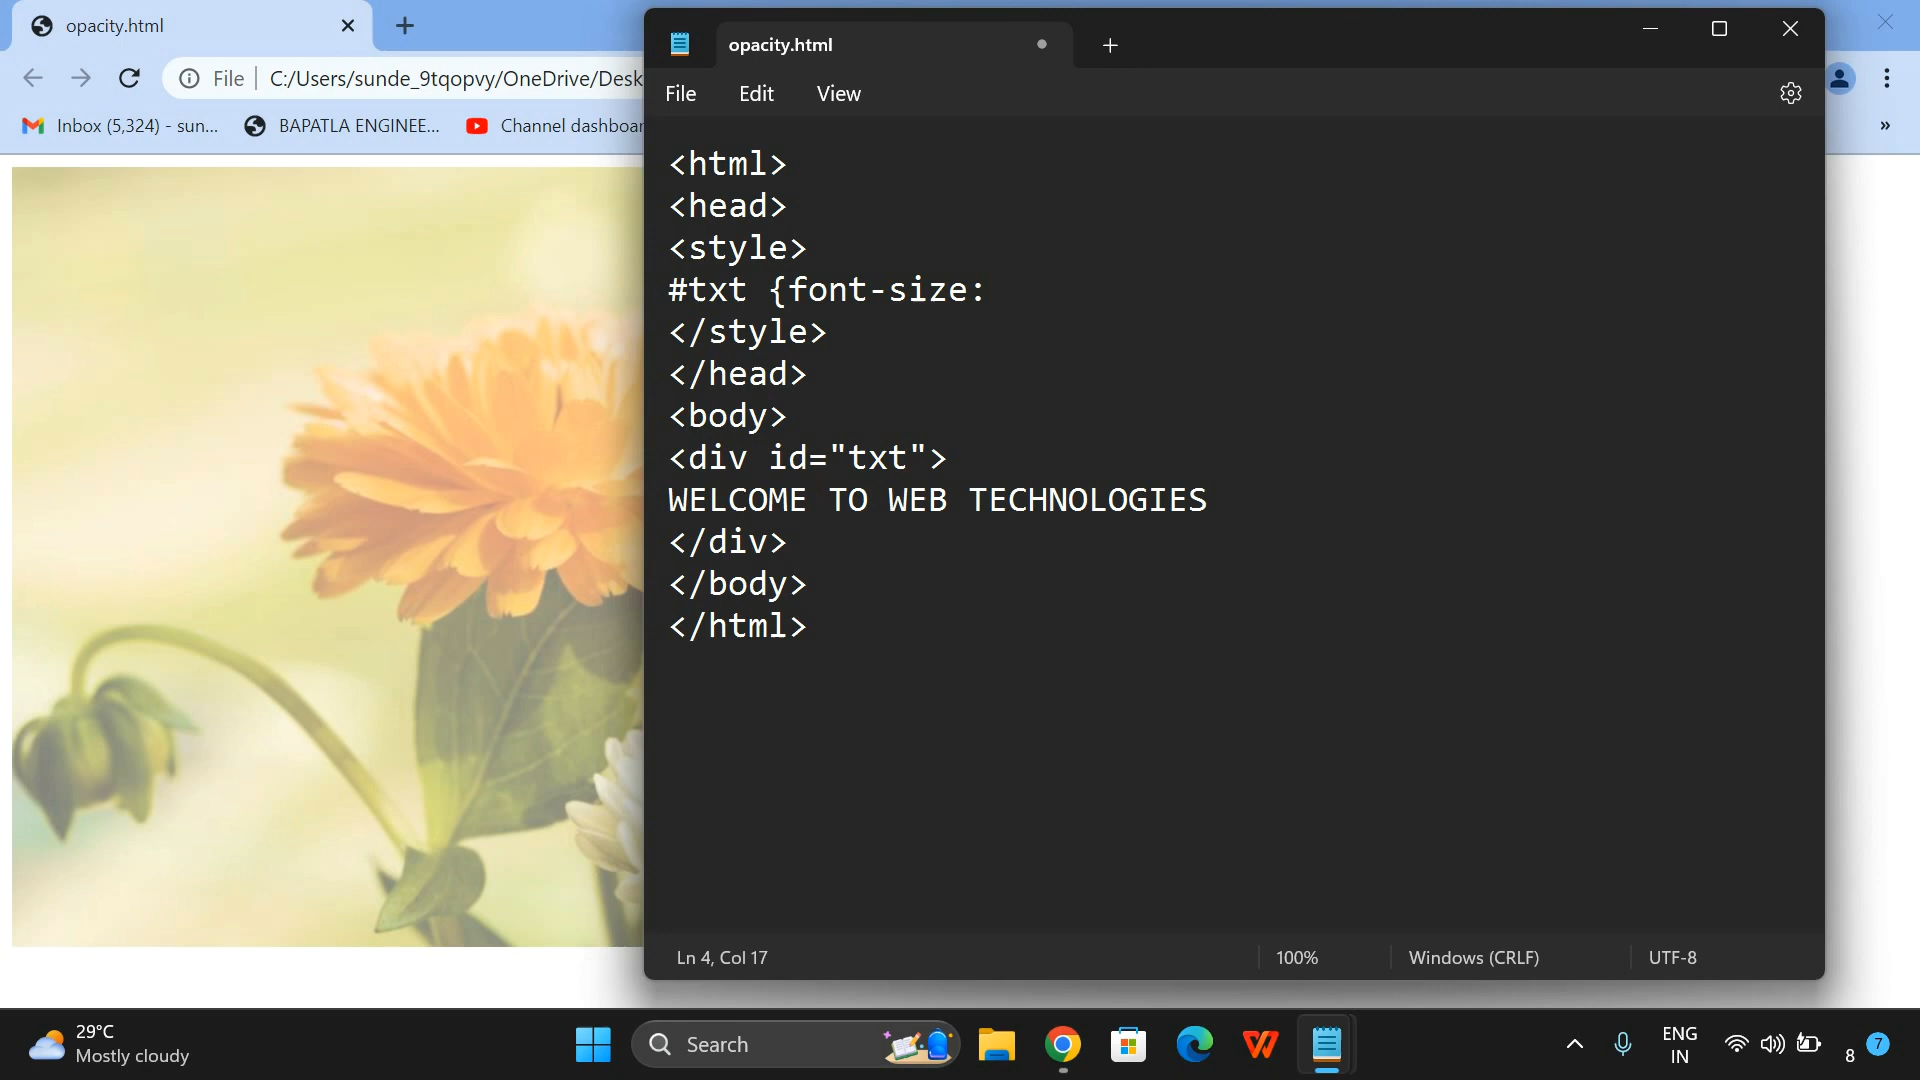 opacity.html
File C:/Users/sunde_9tqopvy/OneDrive/Desk
Inbox (5,324) - sun... BAPATLA ENGINEE... Channel dashboar
opacity.html
File Edit View
<html>
<head>
<style>
#txt {font-size:
</style>
</head>
<body>
<div id="txt">
WELCOME TO WEB TECHNOLOGIES
</div>
</body>
</html>
Ln 4, Col 17 100% Windows (CRLF) UTF-8
29°C
Mostly cloudy
Search
ENG
IN
8
7